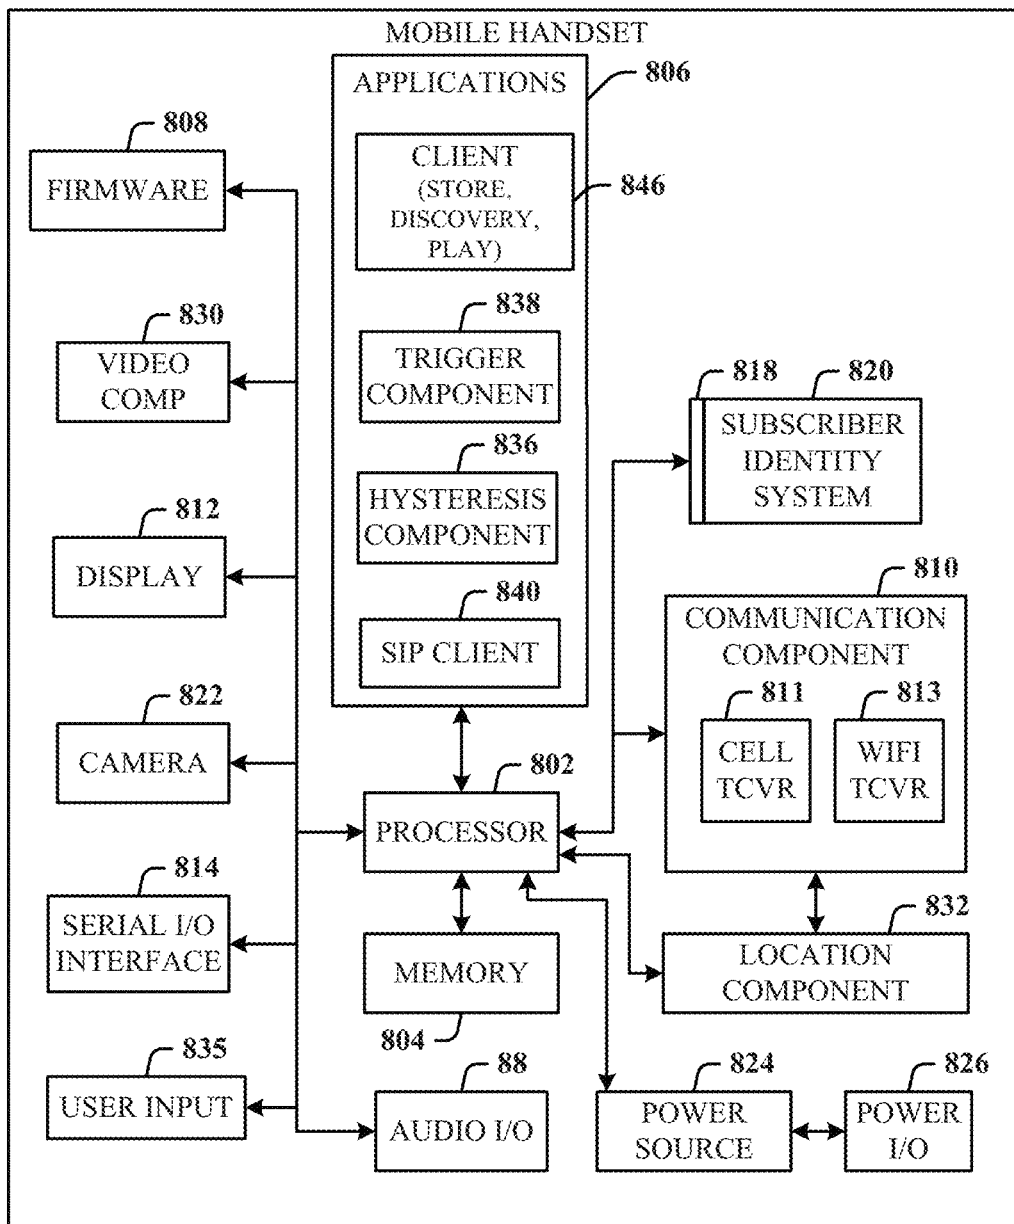 MOBILE HANDSET
APPLICATIONS
806
CLIENT
(STORE,
DISCOVERY,
PLAY)
846
808
FIRMWARE
838
TRIGGER
COMPONENT
830
VIDEO
COMP
818
820
SUBSCRIBER
IDENTITY
SYSTEM
836
HYSTERESIS
COMPONENT
812
DISPLAY
840
SIP CLIENT
810
COMMUNICATION
COMPONENT
811
CELL
TCVR
813
WIFI
TCVR
822
CAMERA
802
PROCESSOR
814
SERIAL I/O
INTERFACE
MEMORY
804
832
LOCATION
COMPONENT
835
USER INPUT
88
AUDIO I/O
824
POWER
SOURCE
826
POWER
I/O